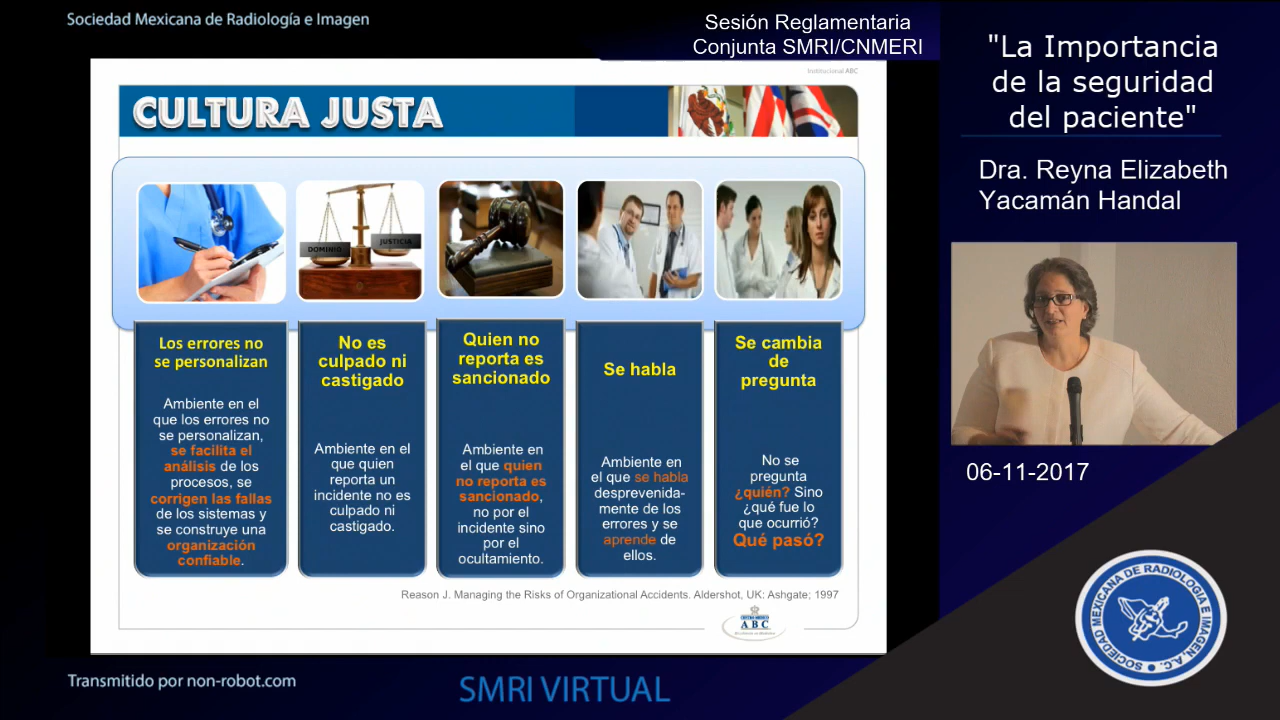 Sociedad Mexicana de Radiología e Imagen
Sesión Reglamentaria
Conjunta SMRI/CNMERI
"La Importancia
de la seguridad
del paciente"
Dra. Reyna Elizabeth
Yacamán Handal
06-11-2017
Institucional ABC
CULTURA JUSTA
DOMINIO
JUSTICIA
Los errores no
se personalizan
Ambiente en el
que los errores no
se personalizan,
se facilita el
análisis de los
procesos, se
corrigen las fallas
de los sistemas y
se construye una
organización
confiable.
No es
culpado ni
castigado
Ambiente en el
que quien
reporta un
incidente no es
culpado ni
castigado.
Quien no
reporta es
sancionado
Ambiente en
el que quien
no reporta es
sancionado,
no por el
incidente sino
por el
ocultamiento.
Se habla
Ambiente en
el que se habla
desprevenida-
mente de los
errores y se
aprende de
ellos.
Se cambia
de
pregunta
No se
pregunta
¿quién? Sino
¿qué fue lo
que ocurrió?
Qué pasó?
Reason J. Managing the Risks of Organizational Accidents. Aldershot, UK: Ashgate; 1997
CENTRO MEDICO
ABC
SOCIEDAD MEXICANA DE RADIOLOGÍA E IMAGEN, A.C.
Transmitido por non-robot.com
SMRI VIRTUAL